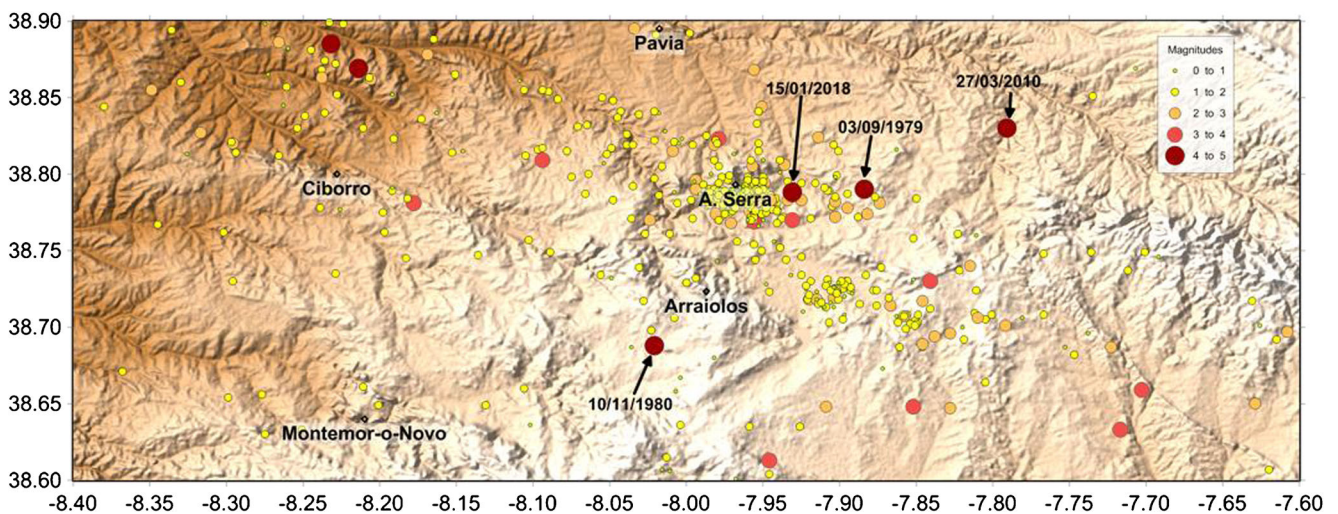 38.90
38.85
38.80
38.75
38.70
38.65
38.60
Pavia
15/01/2018
27/03/2010
03/09/1979
Magnitudes
0 to 1
1 to 2
2 to 3
3 to 4
4 to 5
Ciborro
A. Serra
Arraiolos
10/11/1980
Montemor-o-Novo
-8.40 -8.35 -8.30 -8.25 -8.20 -8.15 -8.10 -8.05 -8.00 -7.95 -7.90 -7.85 -7.80 -7.75 -7.70 -7.65 -7.60